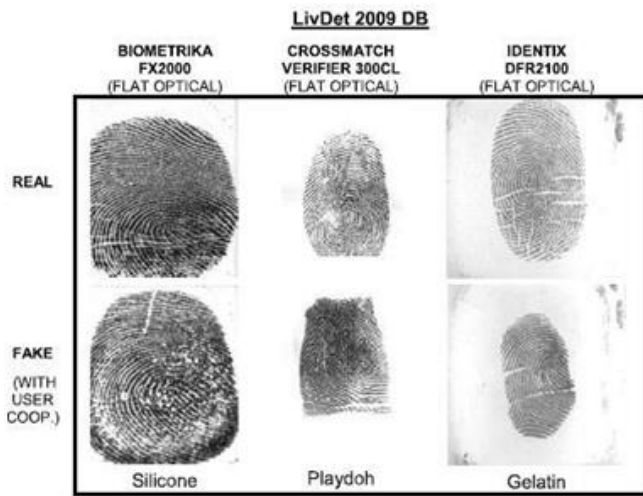 LivDet 2009 DB
BIOMETRIKA
FX2000
(FLAT OPTICAL)
CROSSMATCH
VERIFIER 300CL
(FLAT OPTICAL)
IDENTIX
DFR2100
(FLAT OPTICAL)
REAL
FAKE
(WITH
USER
COOP.)
Silicone
Playdoh
Gelatin